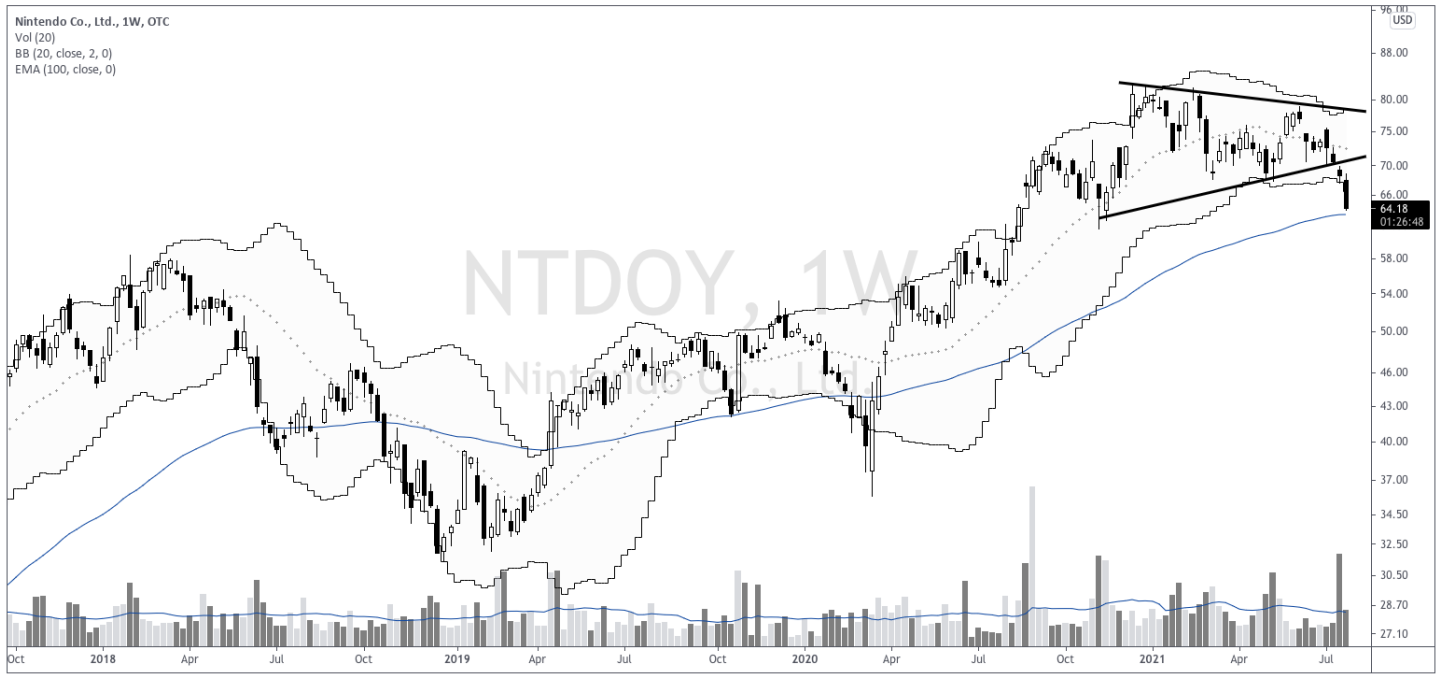 Nintendo Co., Ltd., 1W, OTC
Vol (20)
BB (20, close, 2, 0)
EMA (100, close, 0)
NTDOY, 1W
Nintendo Co., Ltd.
96.00
USD
88.00
80.00
75.00
70.00
66.00
64.18
01:26:48
58.00
54.00
50.00
46.00
43.00
40.00
37.00
34.50
32.50
30.50
28.70
27.10
Oct 2018 Apr Jul Oct 2019 Apr Jul Oct 2020 Apr Jul Oct 2021 Apr Jul